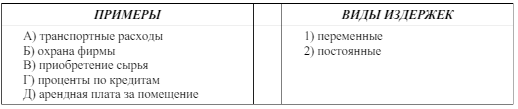 ПРИМЕРЫ ВИДЫ ИЗДЕРЖЕК
А) транспортные расходы 1) переменные
Б) охрана фирмы 2) постоянные
В) приобретение сырья
Г) проценты по кредитам
Д) арендная плата за помещение